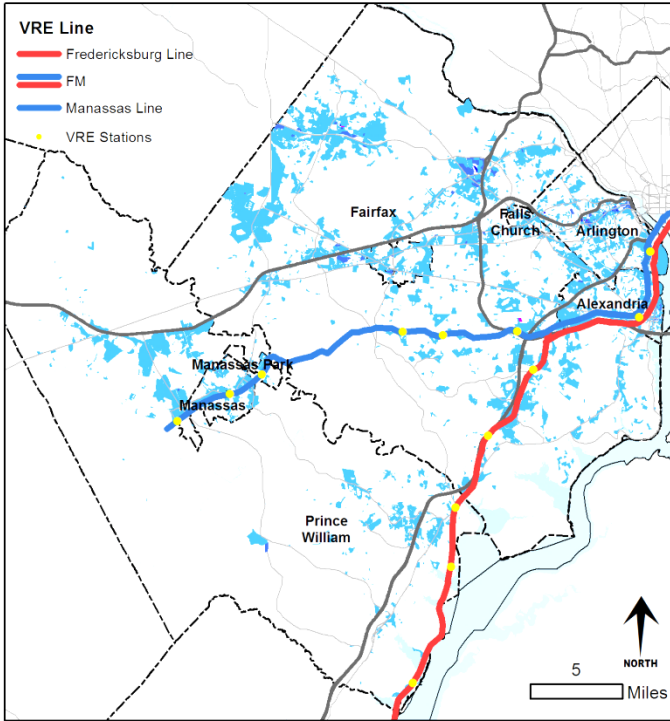 VRE Line
Fredericksburg Line
FM
Manassas Line
VRE Stations
Fairfax
Falls
Church
Arlington
Alexandria
Manassas Park
Manassas
Prince
William
NORTH
5
Miles